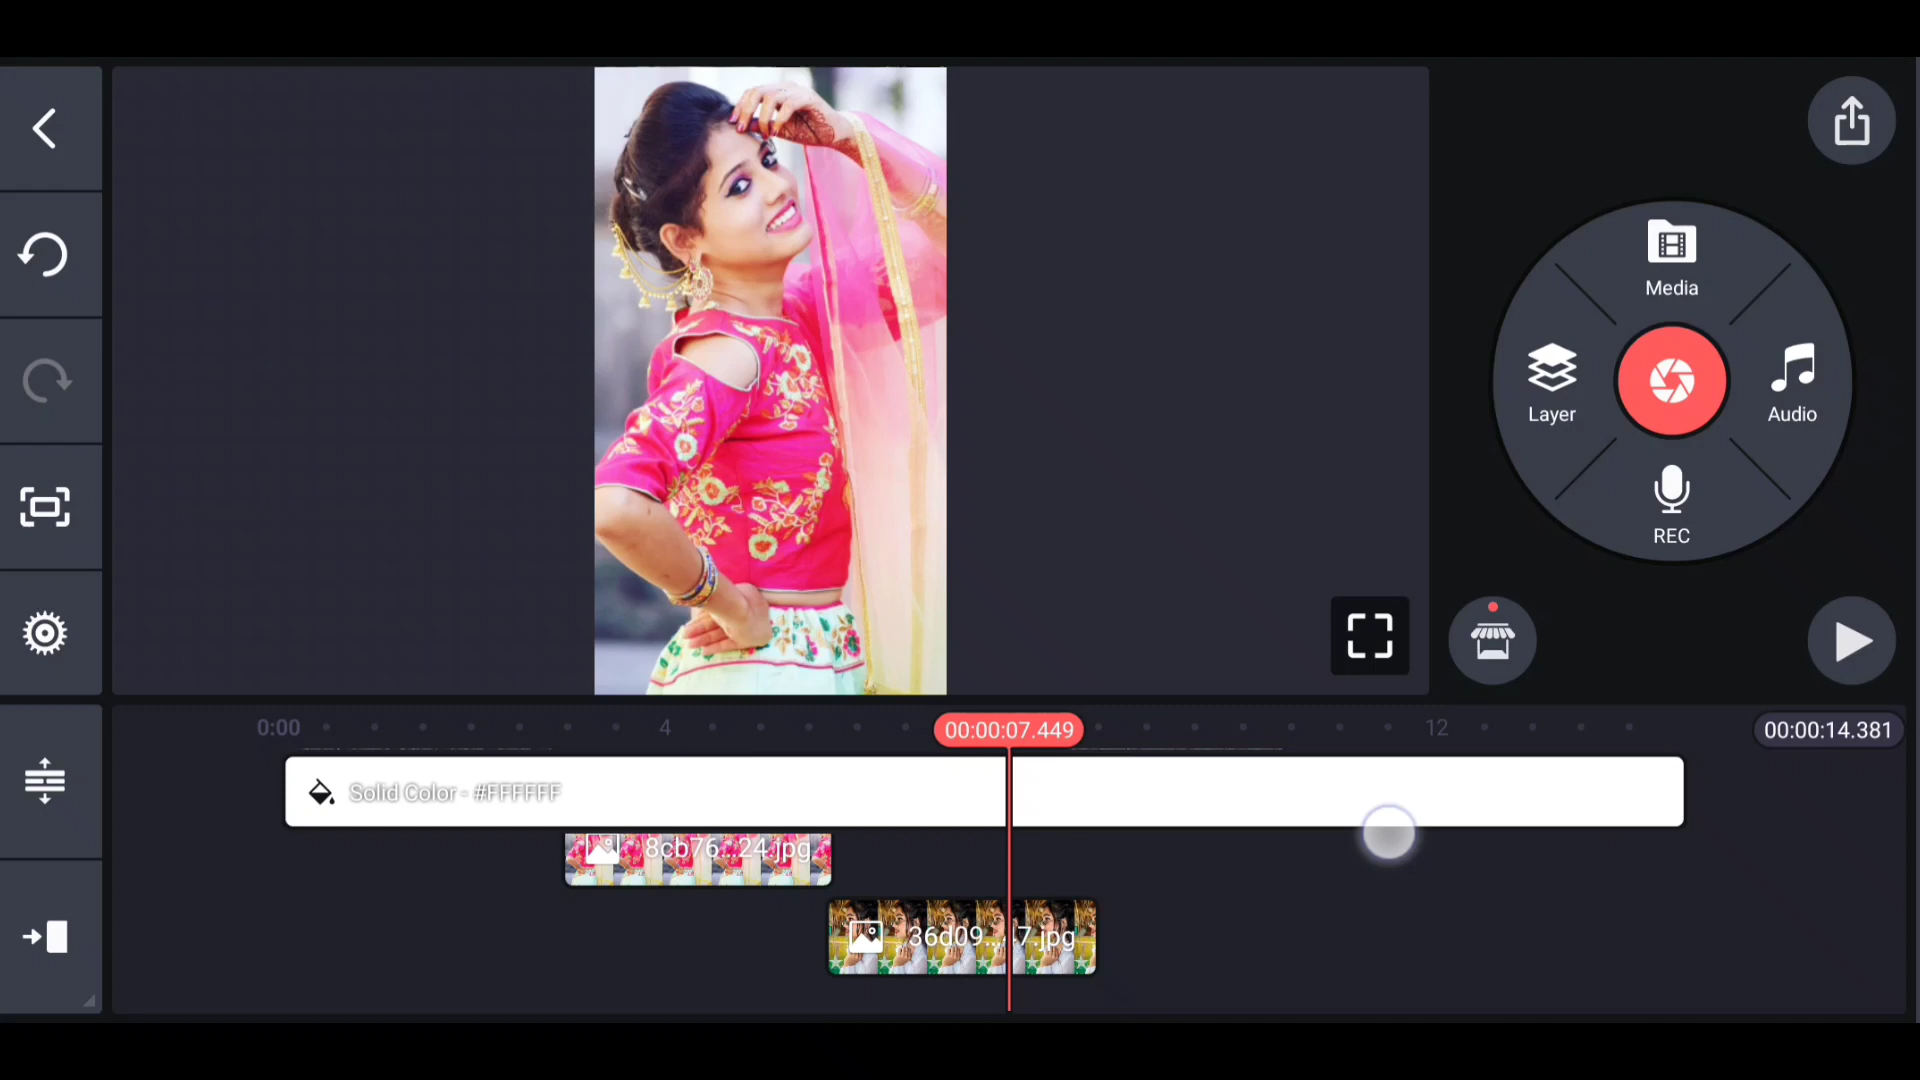 Media
Layer
Audio
REC
0:00
4
00:00:07.449
12
00:00:14.381
Solid Color - #FFFFFF
8cb76...24.jpg
36d09...7.jpg